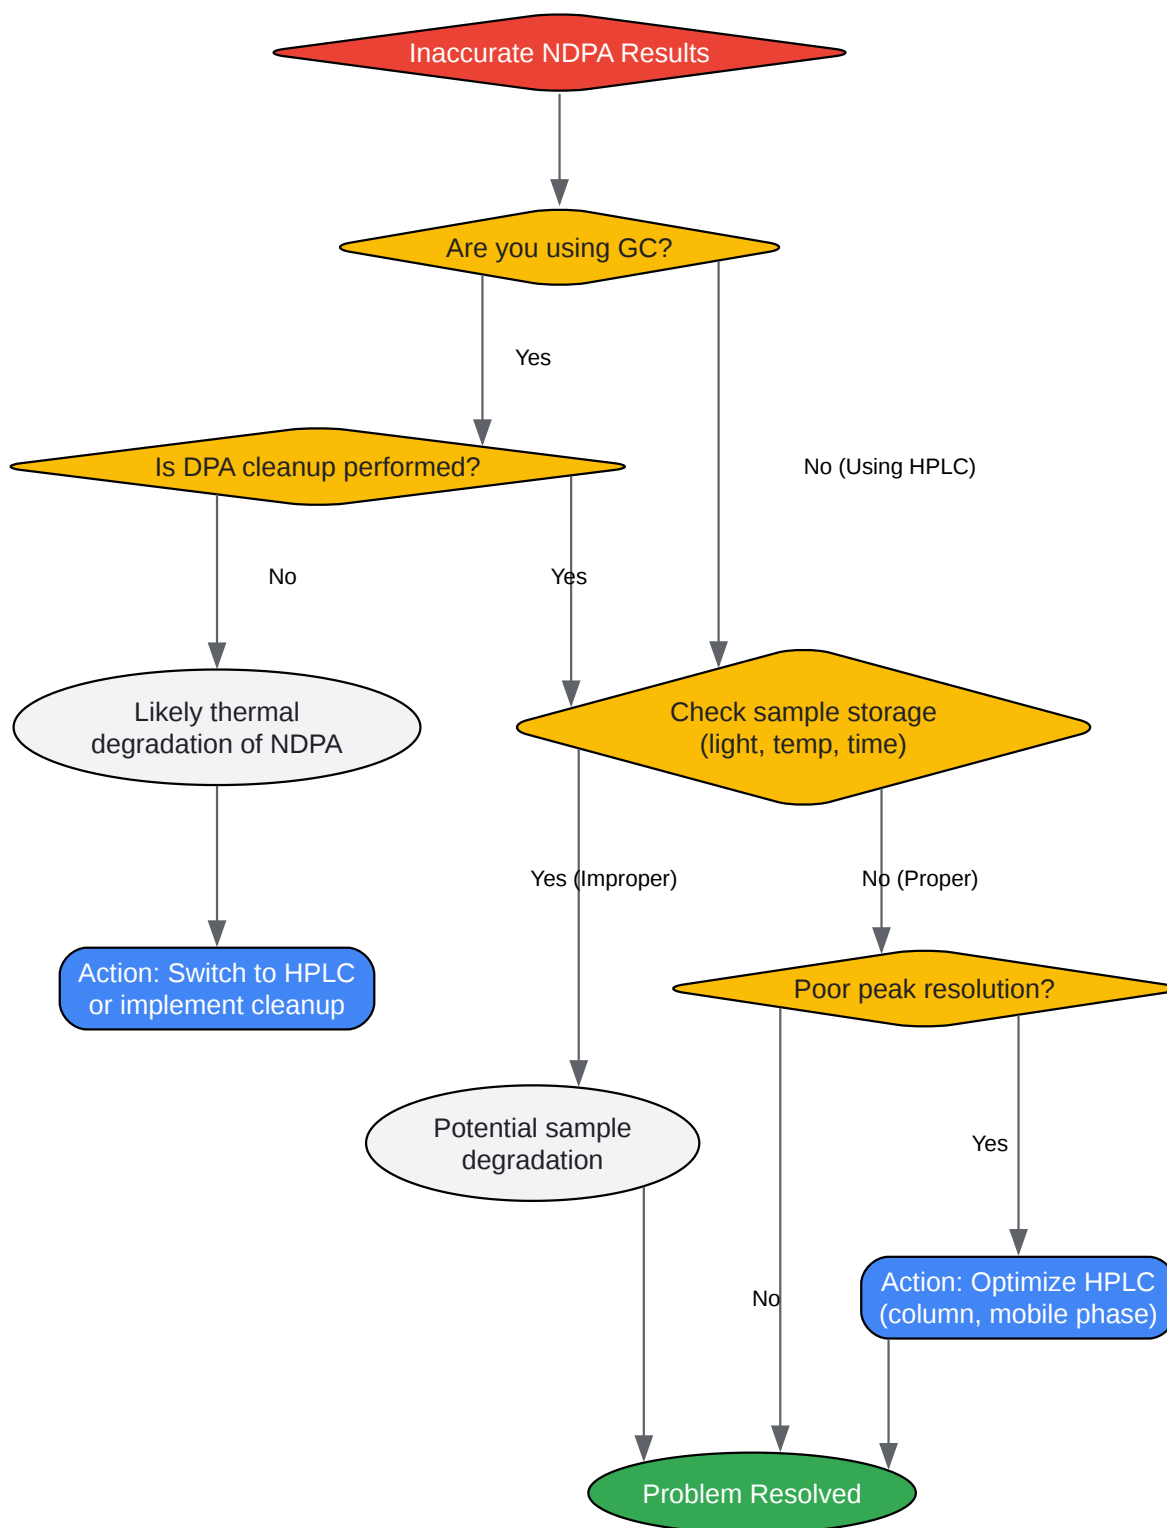 Inaccurate NDPA Results
Are you using GC?
Yes
Is DPA cleanup performed?
No (Using HPLC)
No
Yes
Likely thermal
degradation of NDPA
Check sample storage
(light, temp, time)
Yes (Improper)
No (Proper)
Action: Switch to HPLC
or implement cleanup
Poor peak resolution?
Potential sample
degradation
Yes
No
Action: Optimize HPLC
(column, mobile phase)
Problem Resolved